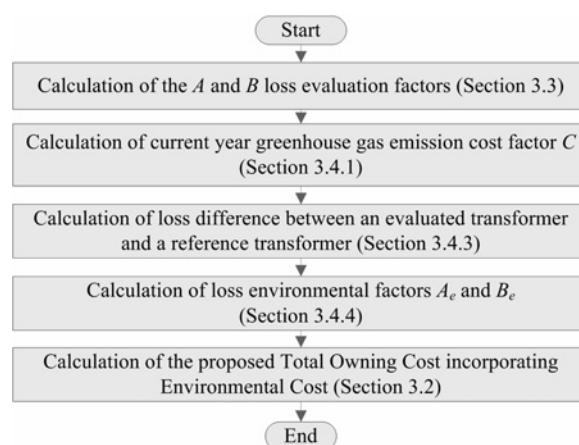 Start
Calculation of the A and B loss evaluation factors (Section 3.3)
Calculation of current year greenhouse gas emission cost factor C
(Section 3.4.1)
Calculation of loss difference between an evaluated transformer
and a reference transformer (Section 3.4.3)
Calculation of loss environmental factors Ae and Be
(Section 3.4.4)
Calculation of the proposed Total Owning Cost incorporating
Environmental Cost (Section 3.2)
End